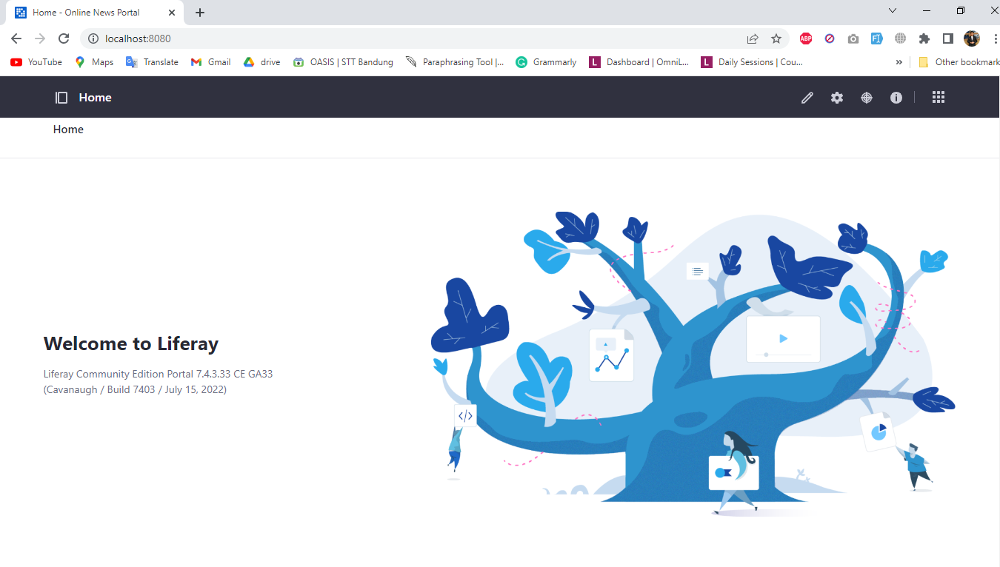 Home - Online News Portal
localhost:8080
ABP
YouTube
Maps
Translate
Gmail
drive
OASIS | STT Bandung
Paraphrasing Tool |...
Grammarly
L
Dashboard | OmniL...
L
Daily Sessions | Cou...
»
Other bookmark
Home
Home
Welcome to Liferay
Liferay Community Edition Portal 7.4.3.33 CE GA33
(Cavanaugh / Build 7403 / July 15, 2022)
</>